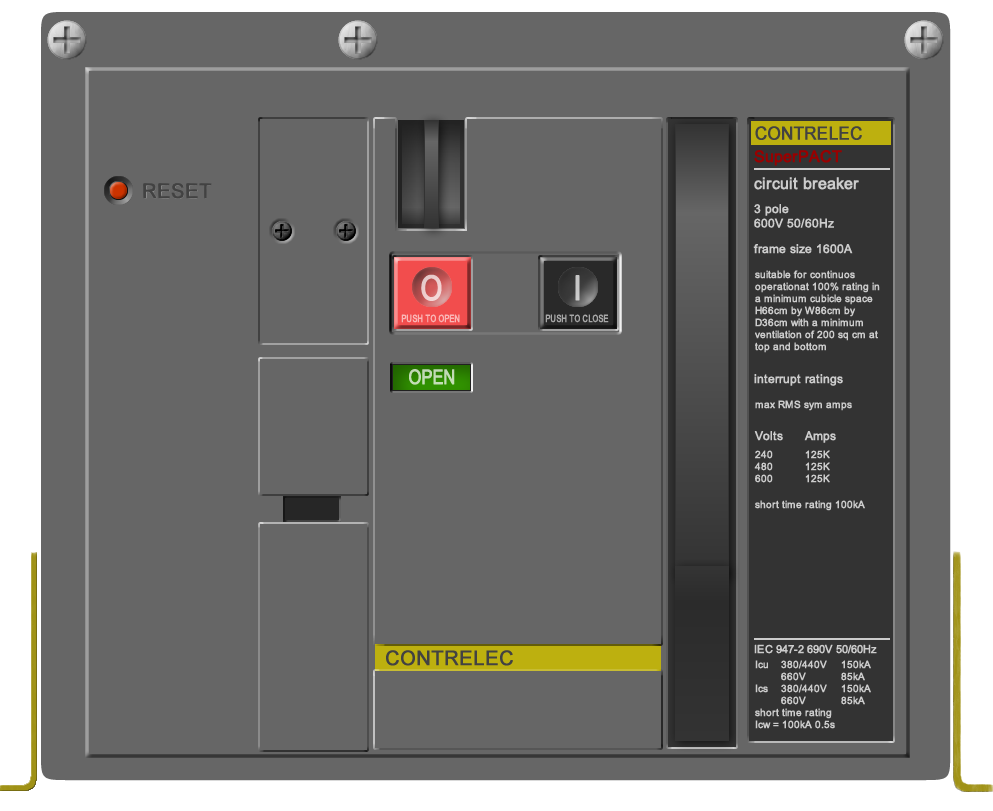 RESET
O
PUSH TO OPEN
I
PUSH TO CLOSE
OPEN
CONTRELEC
CONTRELEC
SuperPACT
circuit breaker
3 pole
600V 50/60Hz
frame size 1600A
suitable for continuos
operationat 100% rating in
a minimum cubicle space
H66cm by W86cm by
D36cm with a minimum
ventilation of 200 sq cm at
top and bottom
interrupt ratings
max RMS sym amps
Volts Amps
240 125K
480 125K
600 125K
short time rating 100kA
IEC 947-2 690V 50/60Hz
Icu 380/440V 150kA
660V 85kA
Ics 380/440V 150kA
660V 85kA
short time rating
Icw = 100kA 0.5s